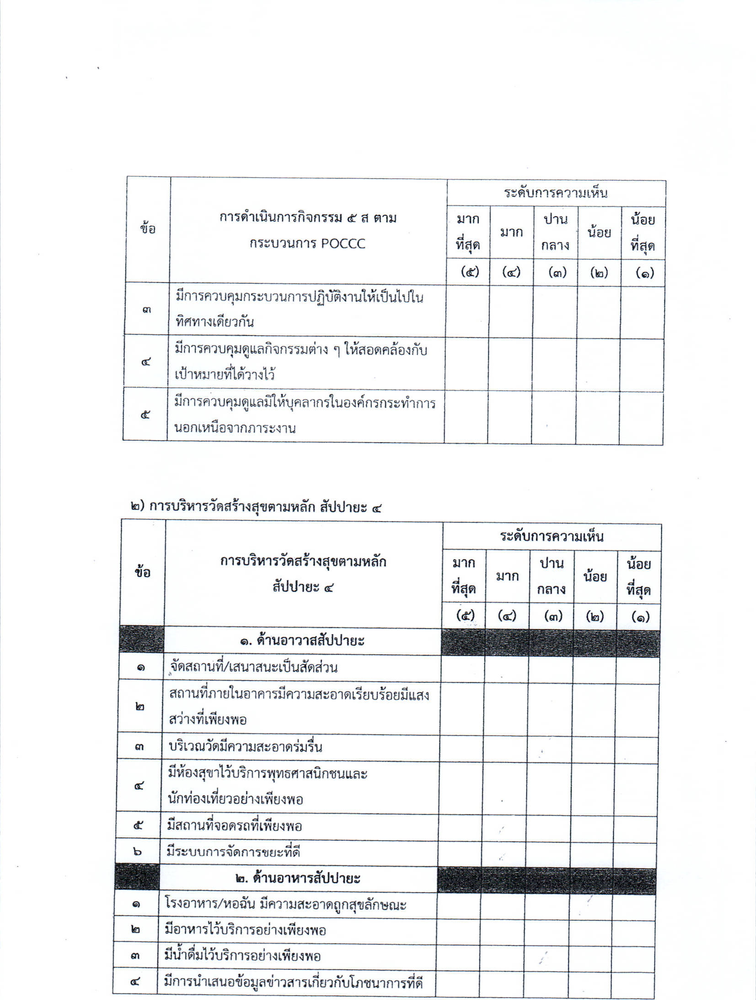 ข้อ
การดำเนินการกิจกรรม ๕ ส ตาม
กระบวนการ POCCC
ระดับการความเห็น
มาก
ที่สุด
มาก
ปาน
กลาง
น้อย
น้อย
ที่สุด
(๕) (๔) (๓) (๒) (๑)
๓
มีการควบคุมกระบวนการปฏิบัติงานให้เป็นไปใน
ทิศทางเดียวกัน
๔
มีการควบคุมดูแลกิจกรรมต่าง ๆ ให้สอดคล้องกับ
เป้าหมายที่ได้วางไว้
๕
มีการควบคุมดูแลมิให้บุคลากรในองค์กรกระทำการ
นอกเหนือจากภาระงาน
๒) การบริหารวัดสร้างสุขตามหลัก สัปปายะ ๔
ข้อ
การบริหารวัดสร้างสุขตามหลัก
สัปปายะ ๔
ระดับการความเห็น
มาก
ที่สุด
มาก
ปาน
กลาง
น้อย
น้อย
ที่สุด
(๕) (๔) (๓) (๒) (๑)
๑. ด้านอาวาสสัปปายะ
๑ จัดสถานที่/เสนาสนะเป็นสัดส่วน
๒
สถานที่ภายในอาคารมีความสะอาดเรียบร้อยมีแสง
สว่างที่เพียงพอ
๓ บริเวณวัดมีความสะอาดร่มรื่น
๔
มีห้องสุขาไว้บริการพุทธศาสนิกชนและ
นักท่องเที่ยวอย่างเพียงพอ
๕ มีสถานที่จอดรถที่เพียงพอ
๖ มีระบบการจัดการขยะที่ดี
๒. ด้านอาหารสัปปายะ
๑ โรงอาหาร/หอฉัน มีความสะอาดถูกสุขลักษณะ
๒ มีอาหารไว้บริการอย่างเพียงพอ
๓ มีน้ำดื่มไว้บริการอย่างเพียงพอ
๔ มีการนำเสนอข้อมูลข่าวสารเกี่ยวกับโภชนาการที่ดี